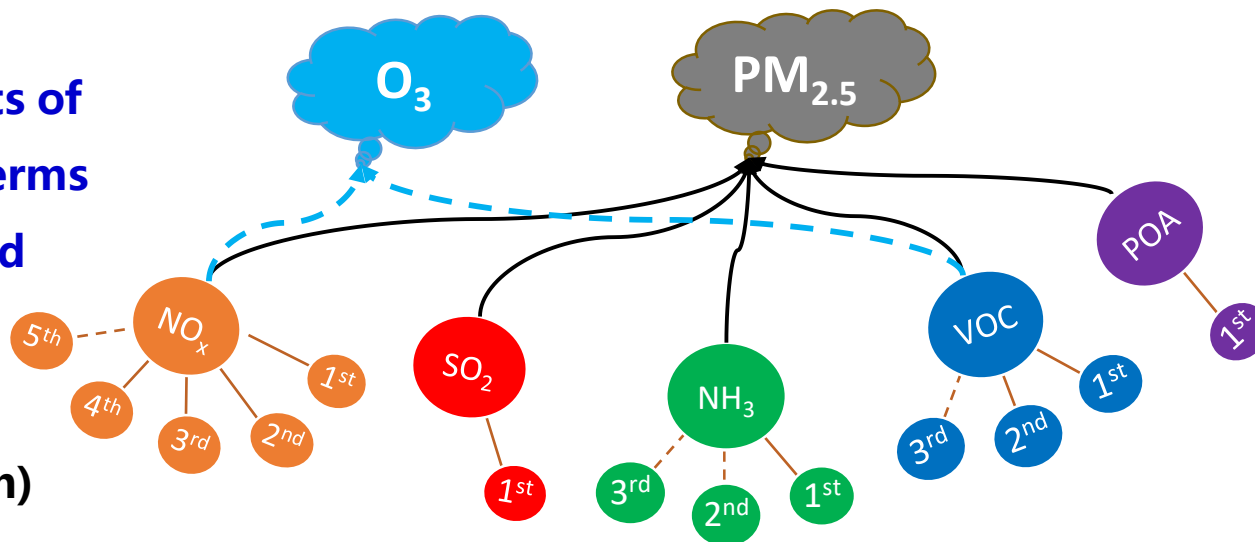 O₃
PM₂.₅
ts of
erms
d
POA
NOₓ
VOC
SO₂
NH₃
5th
4th
3rd
2nd
1st
1st
3rd
2nd
1st
3rd
2nd
1st
1st
n)